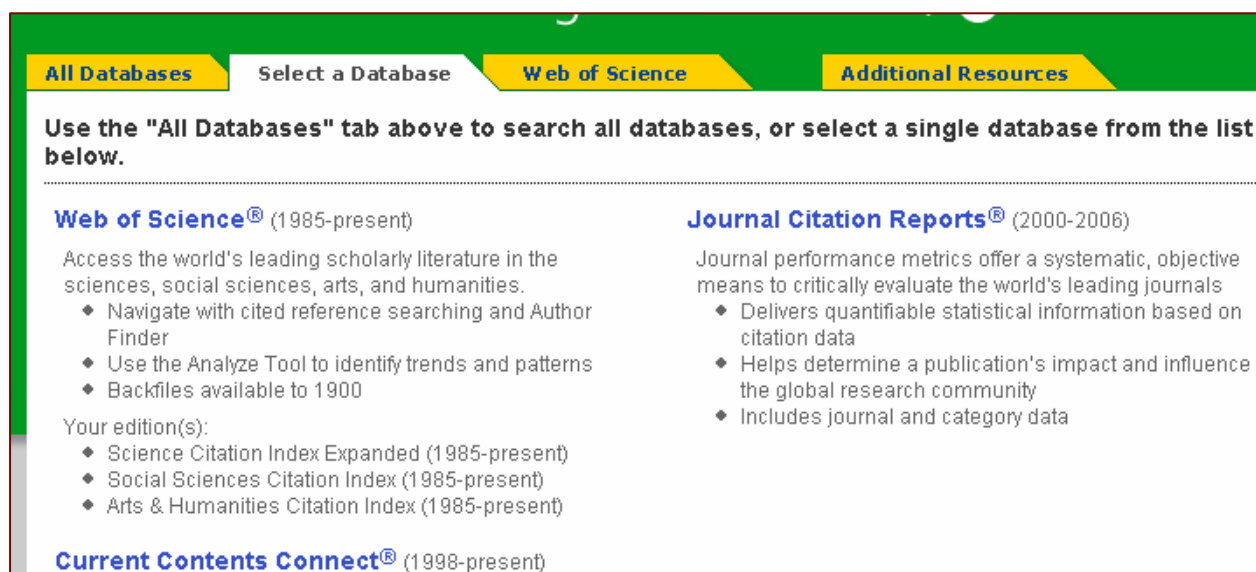 All Databases
Select a Database
Web of Science
Additional Resources
Use the "All Databases" tab above to search all databases, or select a single database from the list
below.
Web of Science® (1985-present)
Access the world's leading scholarly literature in the
sciences, social sciences, arts, and humanities.
◆ Navigate with cited reference searching and Author
Finder
◆ Use the Analyze Tool to identify trends and patterns
◆ Backfiles available to 1900
Your edition(s):
◆ Science Citation Index Expanded (1985-present)
◆ Social Sciences Citation Index (1985-present)
◆ Arts & Humanities Citation Index (1985-present)
Current Contents Connect® (1998-present)
Journal Citation Reports® (2000-2006)
Journal performance metrics offer a systematic, objective
means to critically evaluate the world's leading journals
◆ Delivers quantifiable statistical information based on
citation data
◆ Helps determine a publication's impact and influence
the global research community
◆ Includes journal and category data